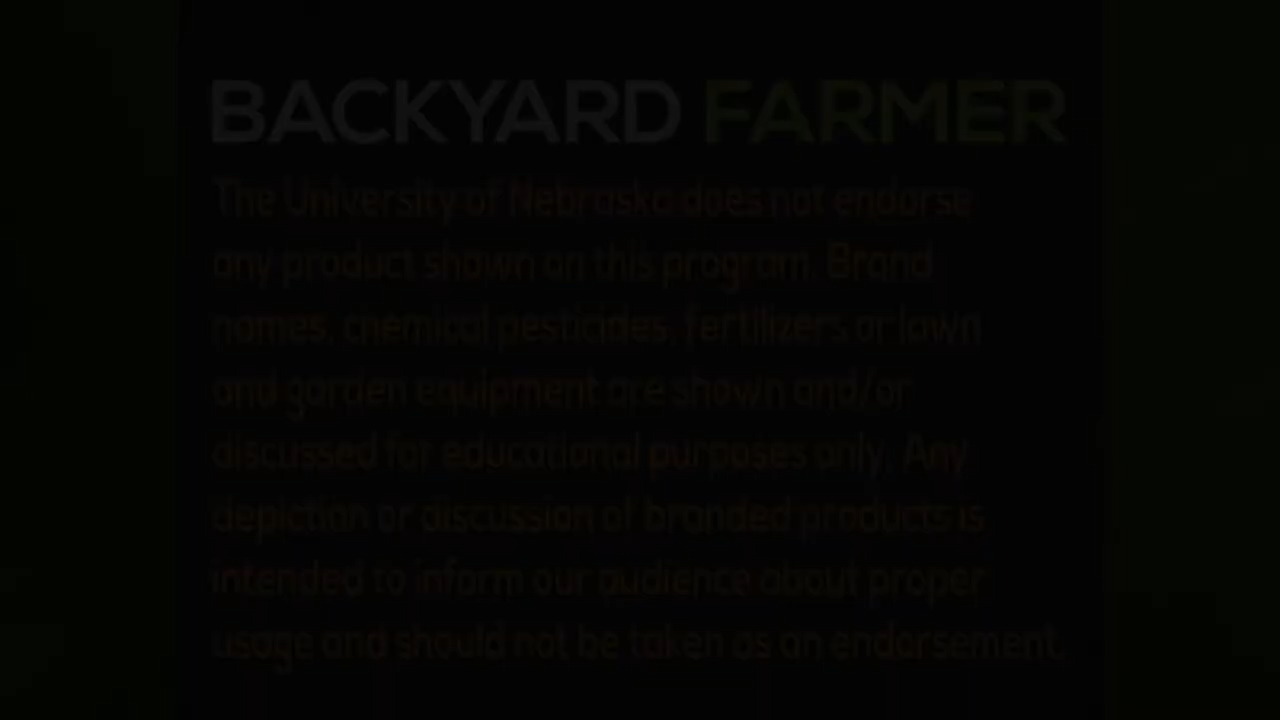 BACKYARD FARMER
The University of Nebraska does not endorse
any product shown on this program. Brand
names, chemical pesticides, fertilizers or lawn
and garden equipment are shown and/or
discussed for educational purposes only. Any
depiction or discussion of branded products is
intended to inform our audience about proper
usage and should not be taken as an endorsement.